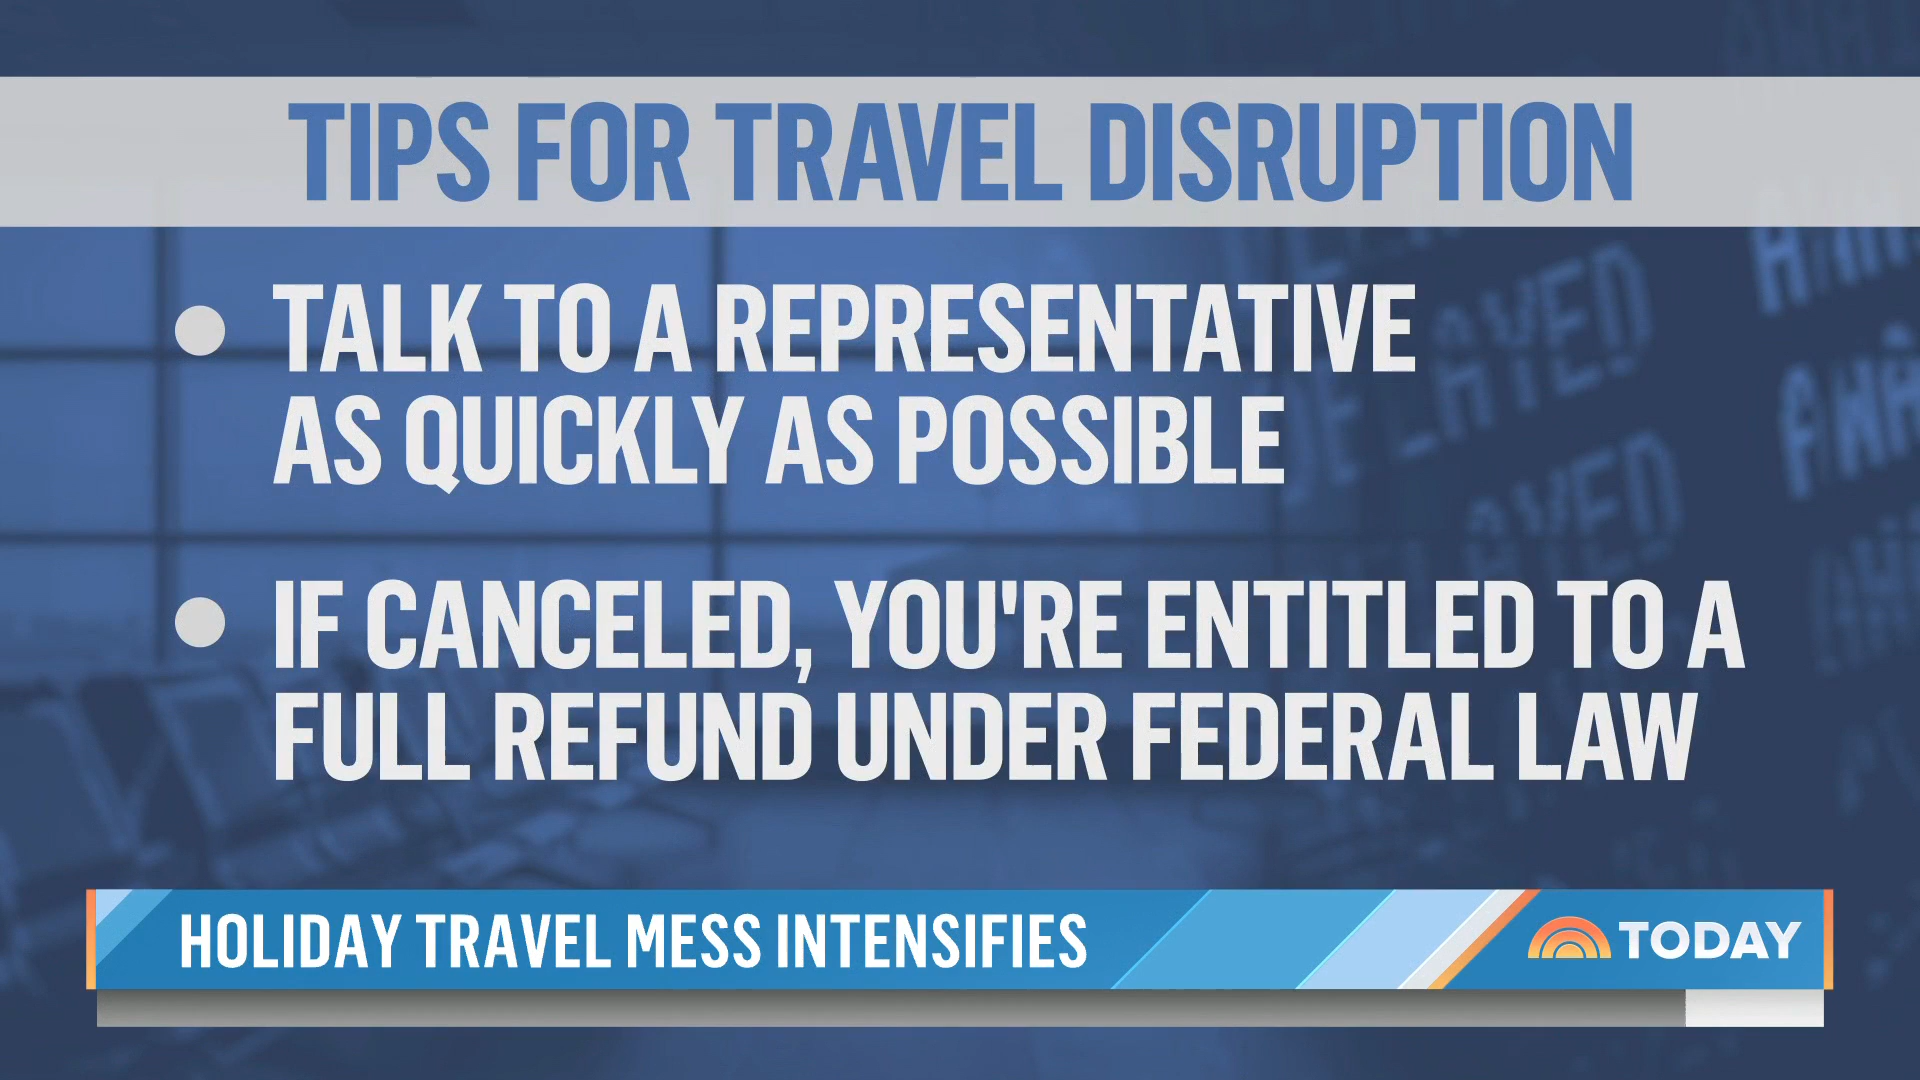 TIPS FOR TRAVEL DISRUPTION
TALK TO A REPRESENTATIVE
AS QUICKLY AS POSSIBLE
DELAYED
IF CANCELED, YOU'RE ENTITLED TO A
FULL REFUND UNDER FEDERAL LAW
HOLIDAY TRAVEL MESS INTENSIFIES
TODAY